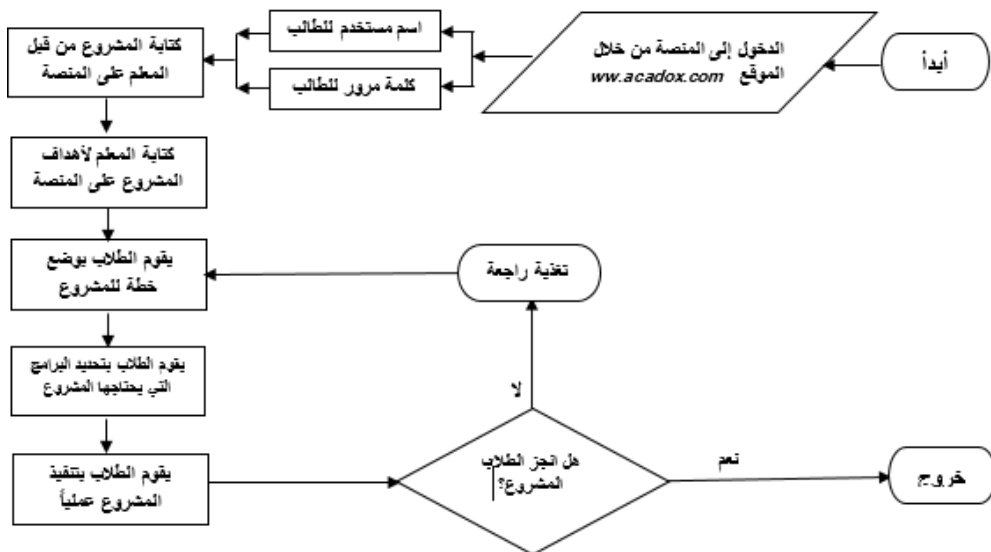 أبدأ
الدخول إلى المنصة من خلال
الموقع ww.acadox.com
اسم مستخدم للطالب
كلمة مرور للطالب
كتابة المشروع من قبل
المعلم على المنصة
كتابة المعلم لأهداف
المشروع على المنصة
يقوم الطلاب بوضع
خطة للمشروع
يقوم الطلاب بتحديد البرامج
التي يحتاجها المشروع
يقوم الطلاب بتنفيذ
المشروع عملياً
هل انجز الطلاب
المشروع؟
لا
تغذية راجعة
نعم
خروج